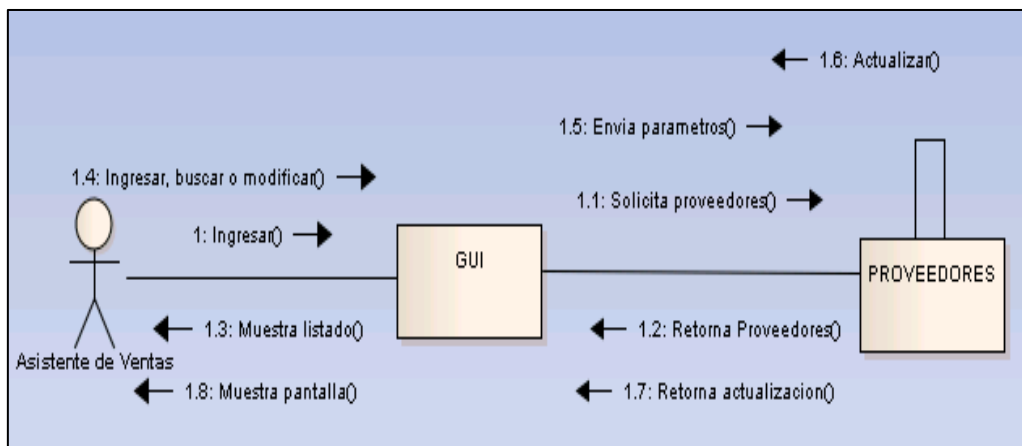 1.6: Actualizar()
1.5: Envia parametros()
1.4: Ingresar, buscar o modificar()
1.1: Solicita proveedores()
1: Ingresar()
GUI
PROVEEDORES
1.3: Muestra listado()
1.2: Retorna Proveedores()
Asistente de Ventas
1.8: Muestra pantalla()
1.7: Retorna actualizacion()